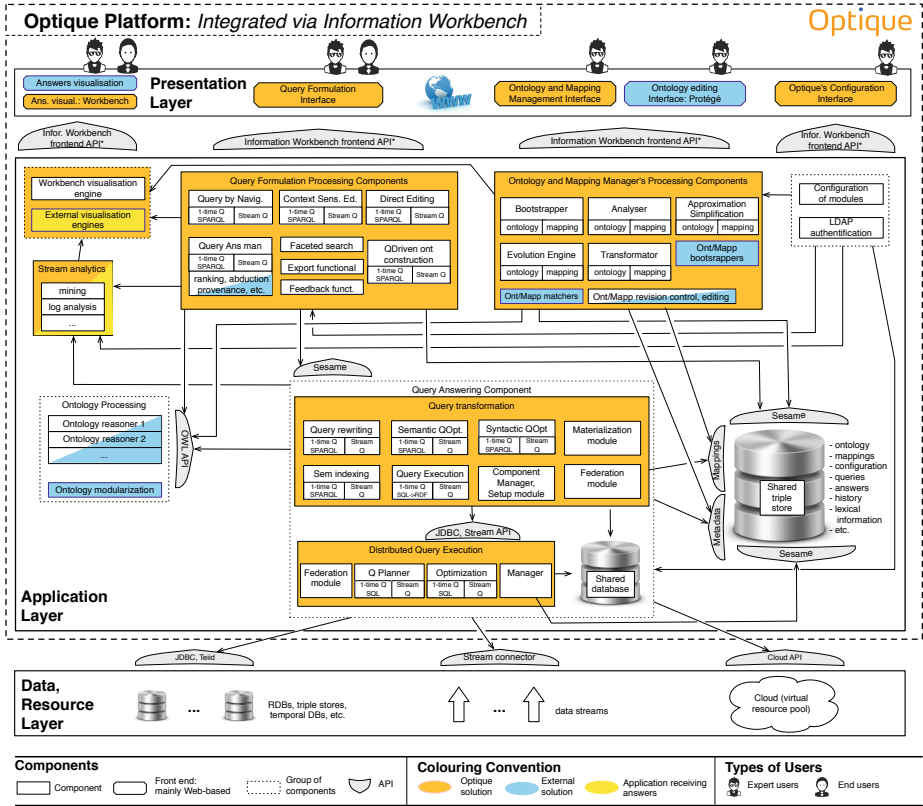 Optique Platform: Integrated via Information Workbench
Optique
Presentation
Layer
Answers visualisation
Ans. visual.: Workbench
Query Formulation
Interface
WWW
Ontology and Mapping
Management Interface
Ontology editing
Interface: Protégé
Optique's Configuration
Interface
Infor. Workbench
frontend API*
Information Workbench frontend API*
Information Workbench frontend API*
Infor. Workbench
frontend API*
Workbench visualisation
engine
External visualisation
engines
Stream analytics
mining
log analysis
...
Query Formulation Processing Components
Query by Navig.
1-time Q
SPARQL
Stream Q
Context Sens. Ed.
1-time Q
SPARQL
Stream Q
Direct Editing
1-time Q
SPARQL
Stream Q
Query Ans man
1-time Q
SPARQL
Stream Q
ranking, abduction
provenance, etc.
Faceted search
Export functional
Feedback funct.
QDriven ont
construction
1-time Q
SPARQL
Stream Q
Ontology and Mapping Manager's Processing Components
Bootstrapper
ontology
mapping
Analyser
ontology
mapping
Approximation
Simplification
ontology
mapping
Evolution Engine
ontology
mapping
Transformator
ontology
mapping
Ont/Mapp
bootstrappers
Ont/Mapp matchers
Ont/Mapp revision control, editing
Configuration
of modules
LDAP
authentification
Sesame
Ontology Processing
Ontology reasoner 1
Ontology reasoner 2
...
Ontology modularization
OWL API
Query Answering Component
Query transformation
Query rewriting
1-time Q
SPARQL
Stream
Q
Semantic QOpt.
1-time Q
SPARQL
Stream
Q
Syntactic QOpt
1-time Q
SPARQL
Stream
Q
Materialization
module
Sem indexing
1-time Q
SPARQL
Stream
Q
Query Execution
1-time Q
SQL->RDF
Stream
Q
Component
Manager,
Setup module
Federation
module
JDBC, Stream API
Distributed Query Execution
Federation
module
Q Planner
1-time Q
SQL
Stream
Q
Optimization
1-time Q
SQL
Stream
Q
Manager
Shared
database
Mappings
Metadata
Sesame
Shared
triple
store
- ontology
- mappings
- configuration
- queries
- answers
- history
- lexical
information
- etc.
Sesame
Application
Layer
JDBC, Teiid
Stream connector
Cloud API
Data,
Resource
Layer
...
RDBs, triple stores,
temporal DBs, etc.
...
data streams
Cloud (virtual
resource pool)
Components
Component
Front end:
mainly Web-based
Group of
components
API
Colouring Convention
Optique
solution
External
solution
Application receiving
answers
Types of Users
Expert users
End users